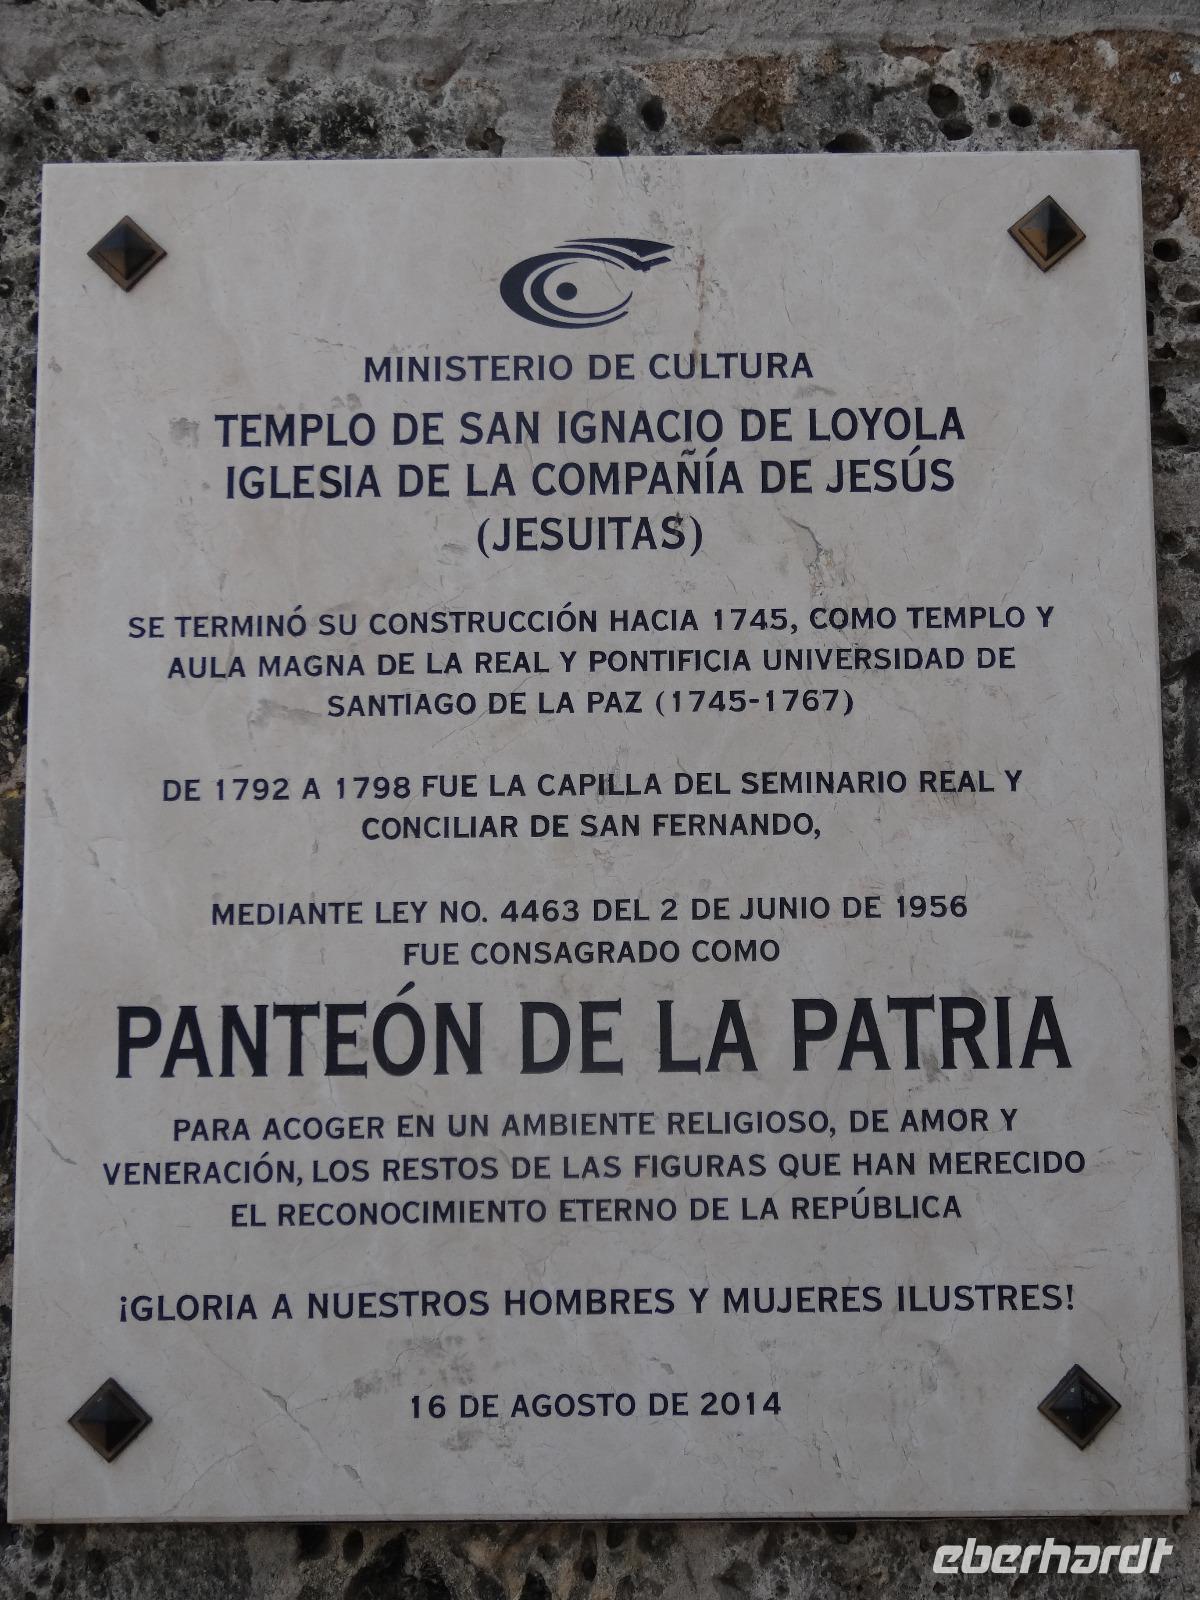 MINISTERIO DE CULTURA
TEMPLO DE SAN IGNACIO DE LOYOLA
IGLESIA DE LA COMPAÑÍA DE JESÚS
(JESUITAS)
SE TERMINÓ SU CONSTRUCCIÓN HACIA 1745, COMO TEMPLO Y
AULA MAGNA DE LA REAL Y PONTIFICIA UNIVERSIDAD DE
SANTIAGO DE LA PAZ (1745-1767)
DE 1792 A 1798 FUE LA CAPILLA DEL SEMINARIO REAL Y
CONCILIAR DE SAN FERNANDO,
MEDIANTE LEY NO. 4463 DEL 2 DE JUNIO DE 1956
FUE CONSAGRADO COMO
PANTEÓN DE LA PATRIA
PARA ACOGER EN UN AMBIENTE RELIGIOSO, DE AMOR Y
VENERACIÓN, LOS RESTOS DE LAS FIGURAS QUE HAN MERECIDO
EL RECONOCIMIENTO ETERNO DE LA REPÚBLICA
¡GLORIA A NUESTROS HOMBRES Y MUJERES ILUSTRES!
16 DE AGOSTO DE 2014
eberhardt